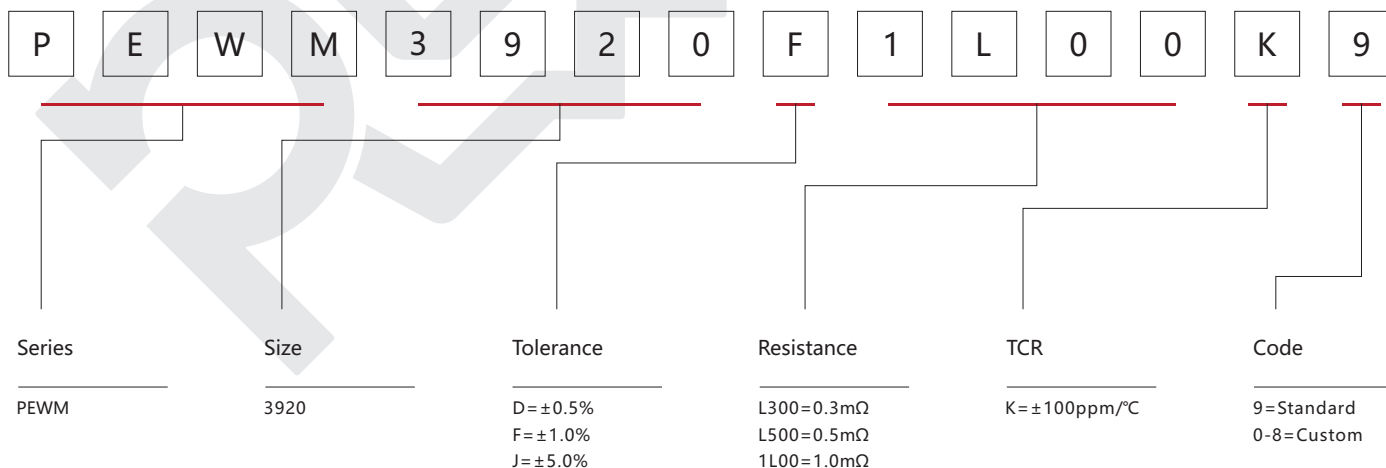 P E W M 3 9 2 0 F 1 L 0 0 K 9
Series Size Tolerance Resistance TCR Code
PEWM 3920 D=±0.5% L300=0.3mΩ K=±100ppm/℃ 9=Standard
F=±1.0% L500=0.5mΩ 0-8=Custom
J=±5.0% 1L00=1.0mΩ